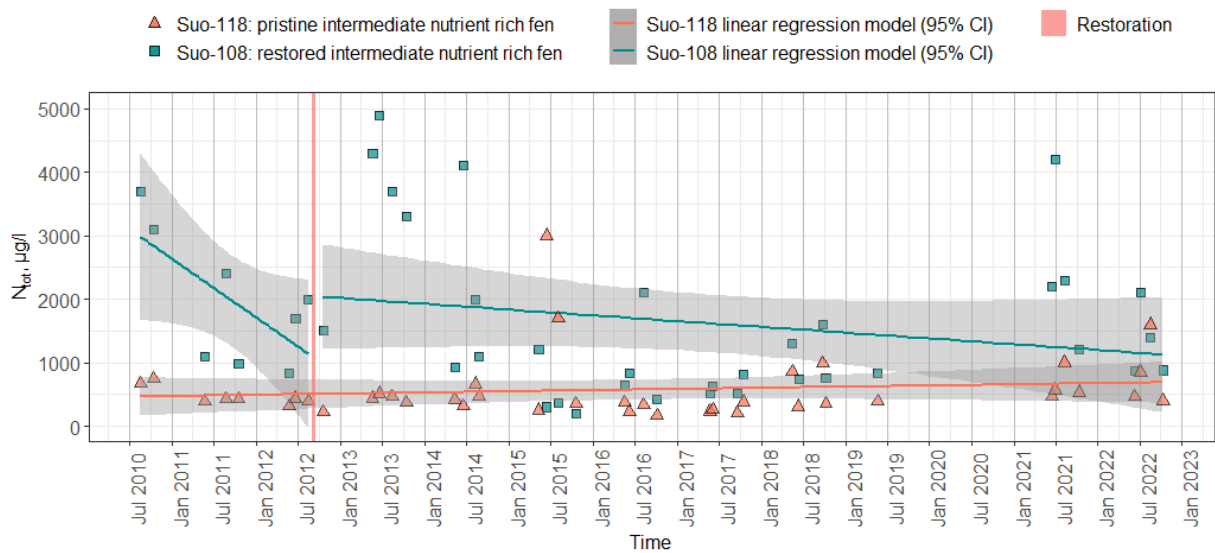 Suo-118: pristine intermediate nutrient rich fen
Suo-118 linear regression model (95% CI)
Restoration
Suo-108: restored intermediate nutrient rich fen
Suo-108 linear regression model (95% CI)
5000
4000
3000
2000
1000
0
Ntot, µg/l
Jul 2010
Jan 2011
Jul 2011
Jan 2012
Jul 2012
Jan 2013
Jul 2013
Jan 2014
Jul 2014
Jan 2015
Jul 2015
Jan 2016
Jul 2016
Jan 2017
Jul 2017
Jan 2018
Jul 2018
Jan 2019
Jul 2019
Jan 2020
Jul 2020
Jan 2021
Jul 2021
Jan 2022
Jul 2022
Jan 2023
Time